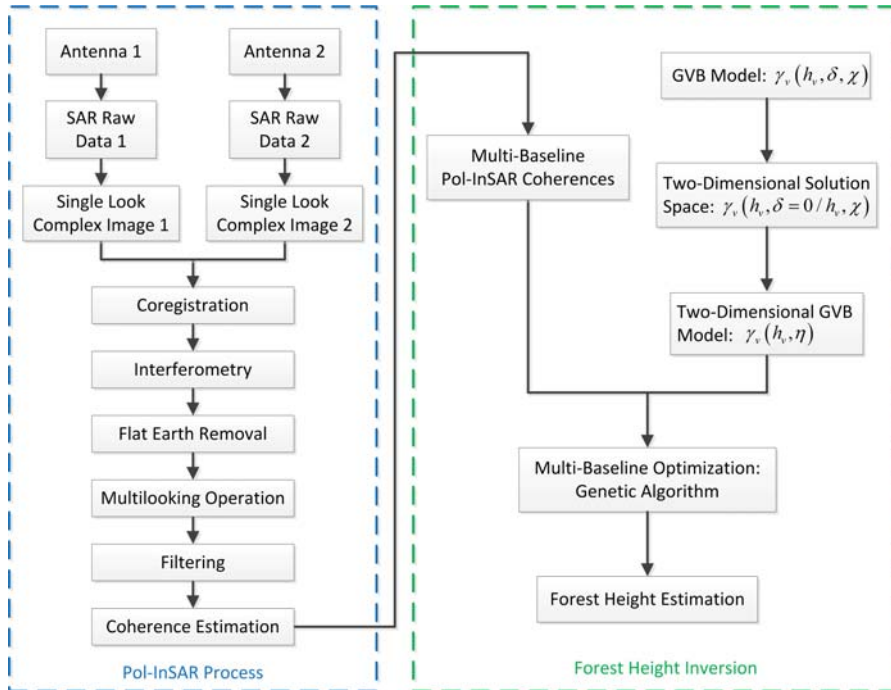 Antenna 1
Antenna 2
SAR Raw
Data 1
SAR Raw
Data 2
Single Look
Complex Image 1
Single Look
Complex Image 2
Coregistration
Interferometry
Flat Earth Removal
Multilooking Operation
Filtering
Coherence Estimation
Pol-InSAR Process
Multi-Baseline
Pol-InSAR Coherences
GVB Model: γᵥ(hᵥ, δ, χ)
Two-Dimensional Solution
Space: γᵥ(hᵥ, δ = 0 / hᵥ, χ)
Two-Dimensional GVB
Model: γᵥ(hᵥ, η)
Multi-Baseline Optimization:
Genetic Algorithm
Forest Height Estimation
Forest Height Inversion